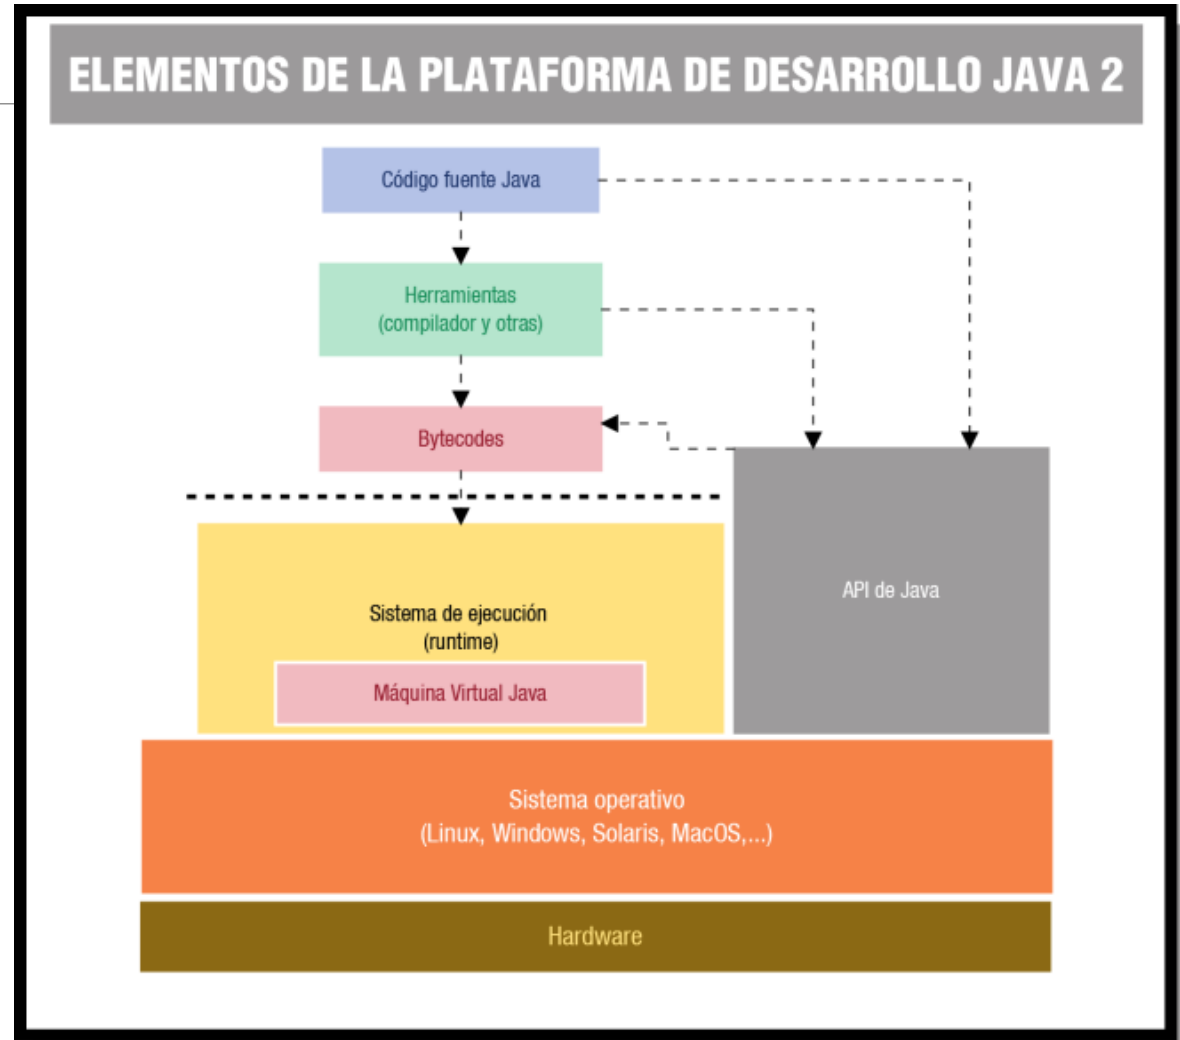 ELEMENTOS DE LA PLATAFORMA DE DESARROLLO JAVA 2
Código fuente Java
Herramientas
(compilador y otras)
Bytecodes
API de Java
Sistema de ejecución
(runtime)
Máquina Virtual Java
Sistema operativo
(Linux, Windows, Solaris, MacOS,...)
Hardware